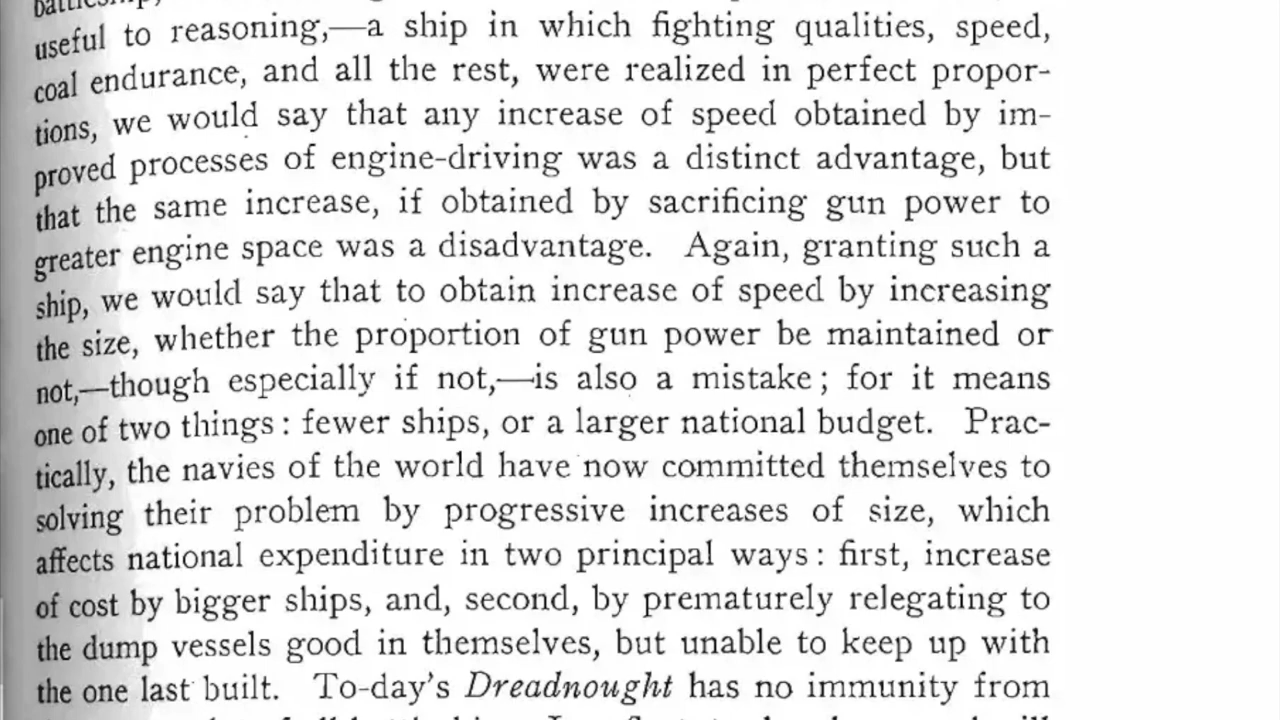 battleship,
useful to reasoning,—a ship in which fighting qualities, speed,
coal endurance, and all the rest, were realized in perfect propor-
tions, we would say that any increase of speed obtained by im-
proved processes of engine-driving was a distinct advantage, but
that the same increase, if obtained by sacrificing gun power to
greater engine space was a disadvantage. Again, granting such a
ship, we would say that to obtain increase of speed by increasing
the size, whether the proportion of gun power be maintained or
not,—though especially if not,—is also a mistake; for it means
one of two things: fewer ships, or a larger national budget. Prac-
tically, the navies of the world have now committed themselves to
solving their problem by progressive increases of size, which
affects national expenditure in two principal ways: first, increase
of cost by bigger ships, and, second, by prematurely relegating to
the dump vessels good in themselves, but unable to keep up with
the one last built. To-day's Dreadnought has no immunity from